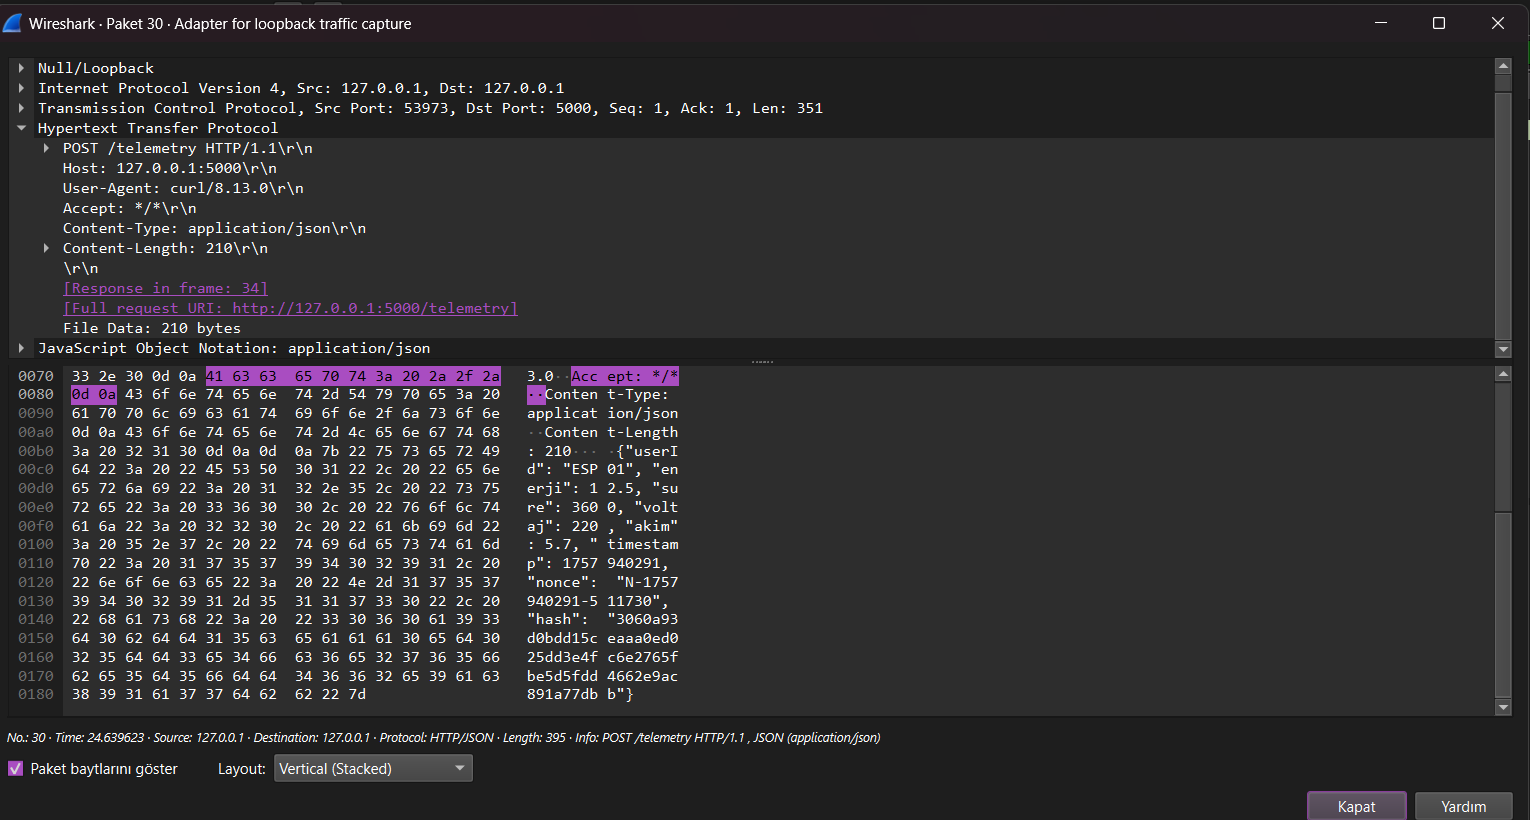 Wireshark · Paket 30 · Adapter for loopback traffic capture
Null/Loopback
Internet Protocol Version 4, Src: 127.0.0.1, Dst: 127.0.0.1
Transmission Control Protocol, Src Port: 53973, Dst Port: 5000, Seq: 1, Ack: 1, Len: 351
Hypertext Transfer Protocol
POST /telemetry HTTP/1.1\r\n
Host: 127.0.0.1:5000\r\n
User-Agent: curl/8.13.0\r\n
Accept: */*\r\n
Content-Type: application/json\r\n
Content-Length: 210\r\n
\r\n
[Response in frame: 34]
[Full request URI: http://127.0.0.1:5000/telemetry]
File Data: 210 bytes
JavaScript Object Notation: application/json
0070 33 2e 30 0d 0a 41 63 63 65 70 74 3a 20 2a 2f 2a 3.0··Acc ept: */*
0080 0d 0a 43 6f 6e 74 65 6e 74 2d 54 79 70 65 3a 20 ··Conten t-Type:
0090 61 70 70 6c 69 63 61 74 69 6f 6e 2f 6a 73 6f 6e applicat ion/json
00a0 0d 0a 43 6f 6e 74 65 6e 74 2d 4c 65 6e 67 74 68 ··Conten t-Length
00b0 3a 20 32 31 30 0d 0a 0d 0a 7b 22 75 73 65 72 49 : 210··· ·{"userI
00c0 64 22 3a 20 22 45 53 50 30 31 22 2c 20 22 65 6e d": "ESP 01", "en
00d0 65 72 6a 69 22 3a 20 31 32 2e 35 2c 20 22 73 75 erji": 1 2.5, "su
00e0 72 65 22 3a 20 33 36 30 30 2c 20 22 76 6f 6c 74 re": 360 0, "volt
00f0 61 6a 22 3a 20 32 32 30 2c 20 22 61 6b 69 6d 22 aj": 220 , "akim"
0100 3a 20 35 2e 37 2c 20 22 74 69 6d 65 73 74 61 6d : 5.7, " timestam
0110 70 22 3a 20 31 37 35 37 39 34 30 32 39 31 2c 20 p": 1757 940291,
0120 22 6e 6f 6e 63 65 22 3a 20 22 4e 2d 31 37 35 37 "nonce": "N-1757
0130 39 34 30 32 39 31 2d 35 31 31 37 33 30 22 2c 20 940291-5 11730",
0140 22 68 61 73 68 22 3a 20 22 33 30 36 30 61 39 33 "hash": "3060a93
0150 64 30 62 64 64 31 35 63 65 61 61 61 30 65 64 30 d0bdd15c eaaa0ed0
0160 32 35 64 64 33 65 34 66 63 36 65 32 37 36 35 66 25dd3e4f c6e2765f
0170 62 65 35 64 35 66 64 64 34 36 36 32 65 39 61 63 be5d5fdd 4662e9ac
0180 38 39 31 61 37 37 64 62 62 22 7d 891a77db b"}
No.: 30 · Time: 24.639623 · Source: 127.0.0.1 · Destination: 127.0.0.1 · Protocol: HTTP/JSON · Length: 395 · Info: POST /telemetry HTTP/1.1 , JSON (application/json)
Paket baytlarını göster Layout: Vertical (Stacked)
Kapat Yardım